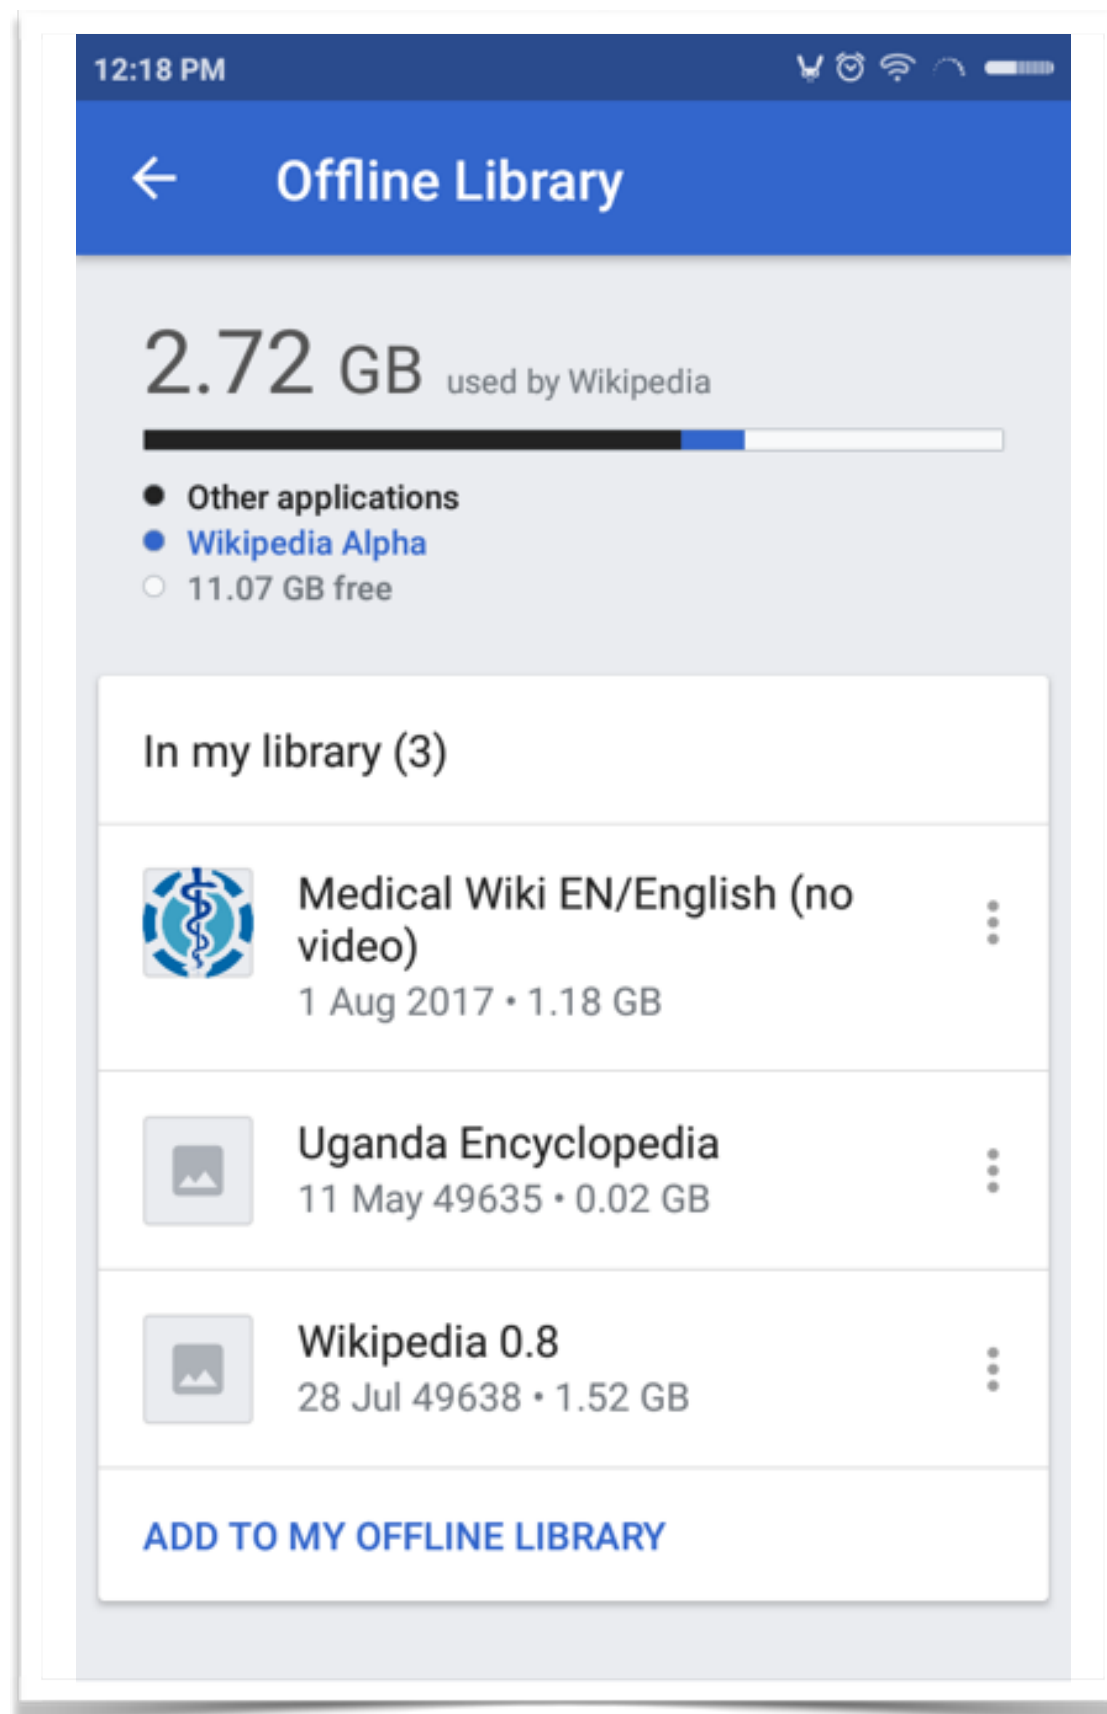 12:18 PM
Offline Library
2.72 GB used by Wikipedia
Other applications
Wikipedia Alpha
11.07 GB free
In my library (3)
Medical Wiki EN/English (no
video)
1 Aug 2017 • 1.18 GB
Uganda Encyclopedia
11 May 49635 • 0.02 GB
Wikipedia 0.8
28 Jul 49638 • 1.52 GB
ADD TO MY OFFLINE LIBRARY